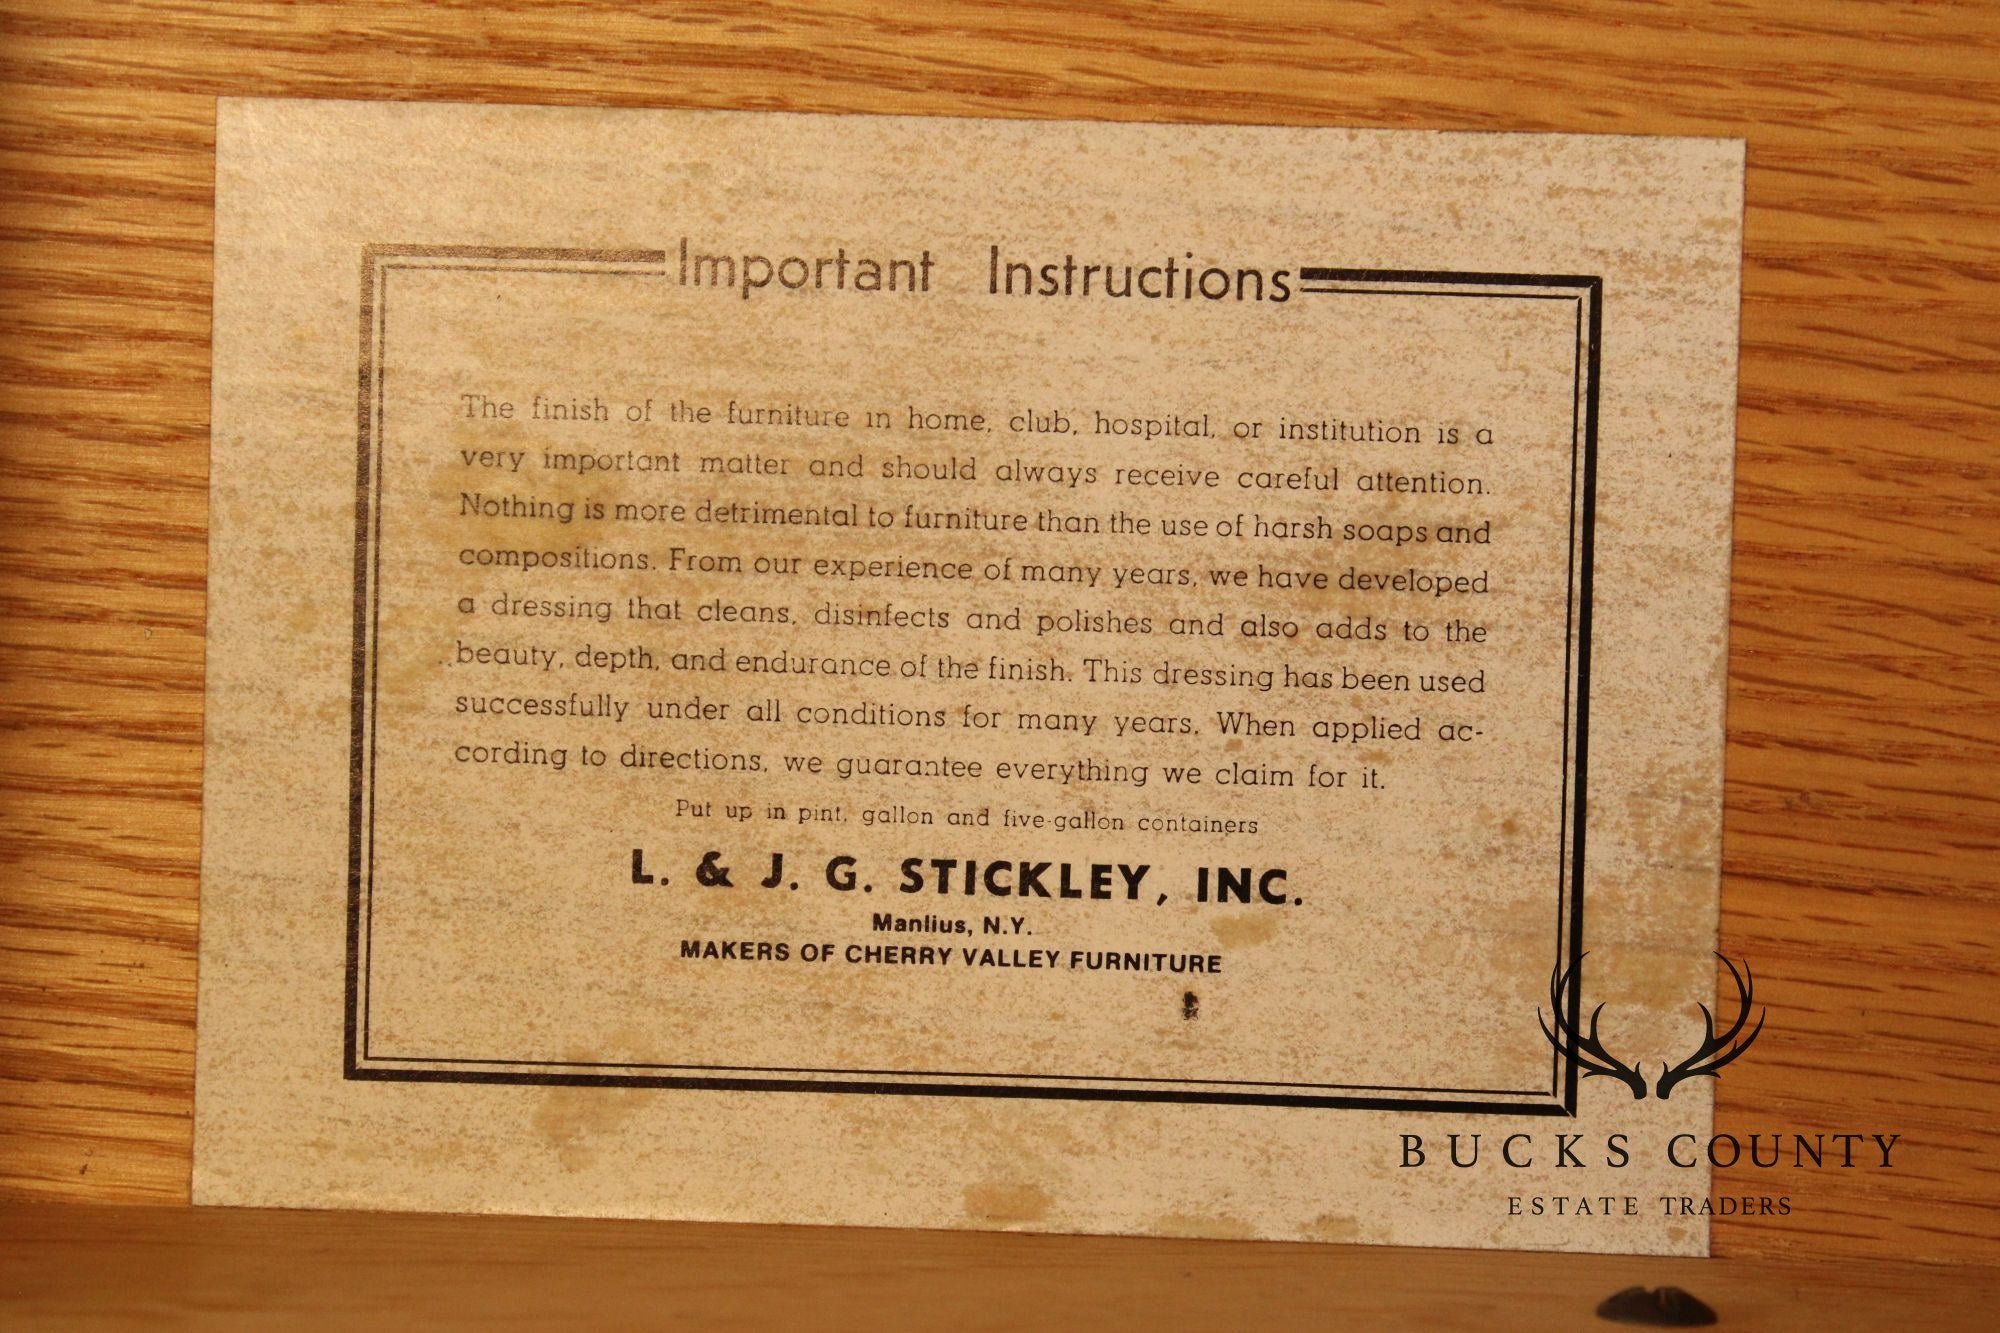 Important Instructions
The finish of the furniture in home, club, hospital, or institution is a
very important matter and should always receive careful attention.
Nothing is more detrimental to furniture than the use of harsh soaps and
compositions. From our experience of many years, we have developed
a dressing that cleans, disinfects and polishes and also adds to the
beauty, depth, and endurance of the finish. This dressing has been used
successfully under all conditions for many years. When applied ac-
cording to directions, we guarantee everything we claim for it.
Put up in pint, gallon and five-gallon containers
L. & J. G. STICKLEY, INC.
Manlius, N.Y.
MAKERS OF CHERRY VALLEY FURNITURE
BUCKS COUNTY
ESTATE TRADERS